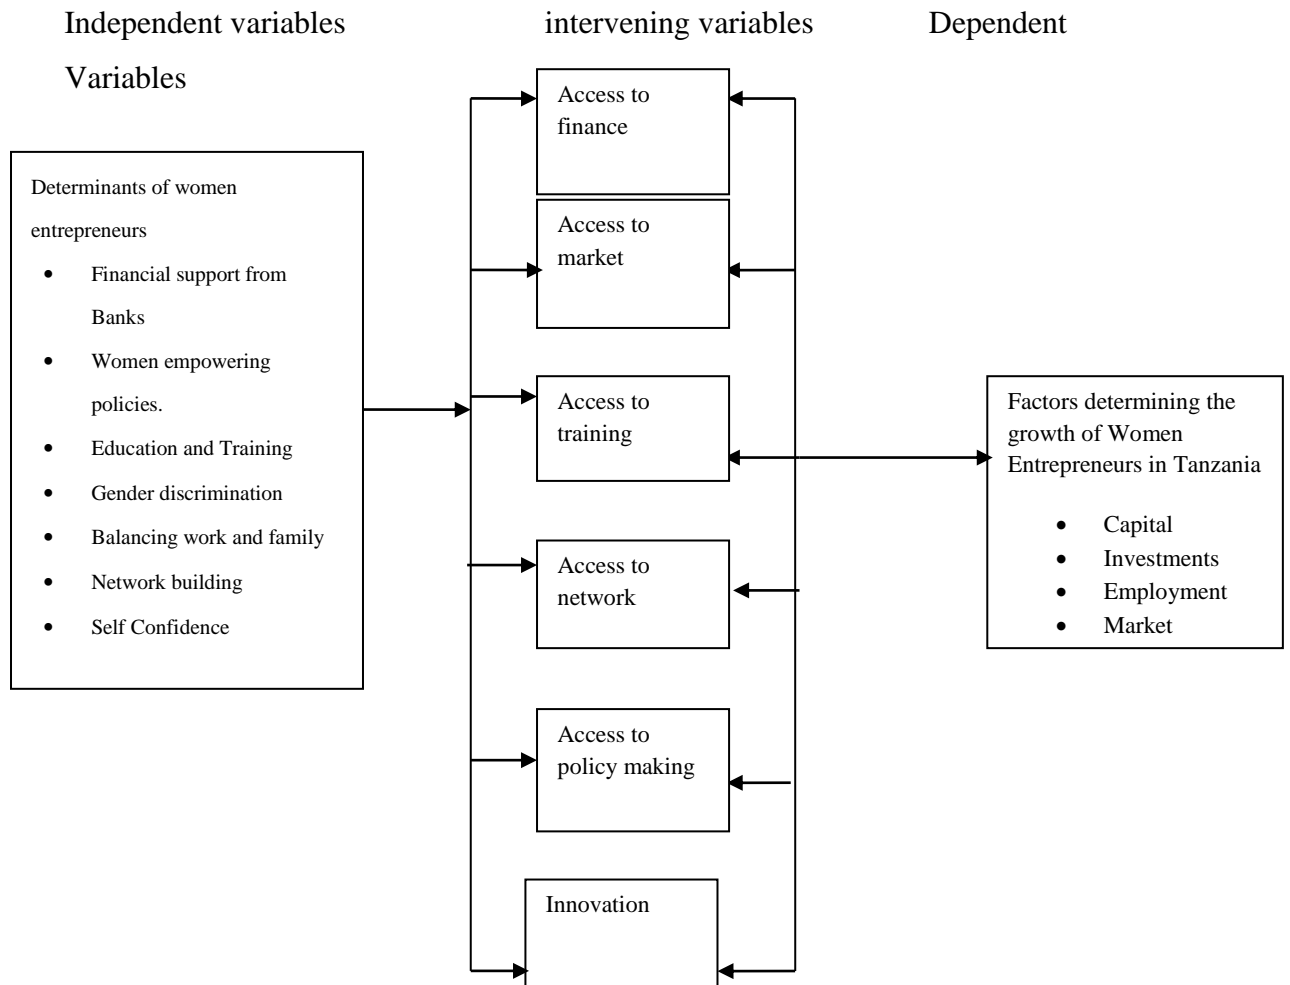 Independent variables intervening variables Dependent
Variables
Determinants of women
entrepreneurs
• Financial support from
Banks
• Women empowering
policies.
• Education and Training
• Gender discrimination
• Balancing work and family
• Network building
• Self Confidence
Access to
finance
Access to
market
Access to
training
Access to
network
Access to
policy making
Innovation
Factors determining the
growth of Women
Entrepreneurs in Tanzania
• Capital
• Investments
• Employment
• Market